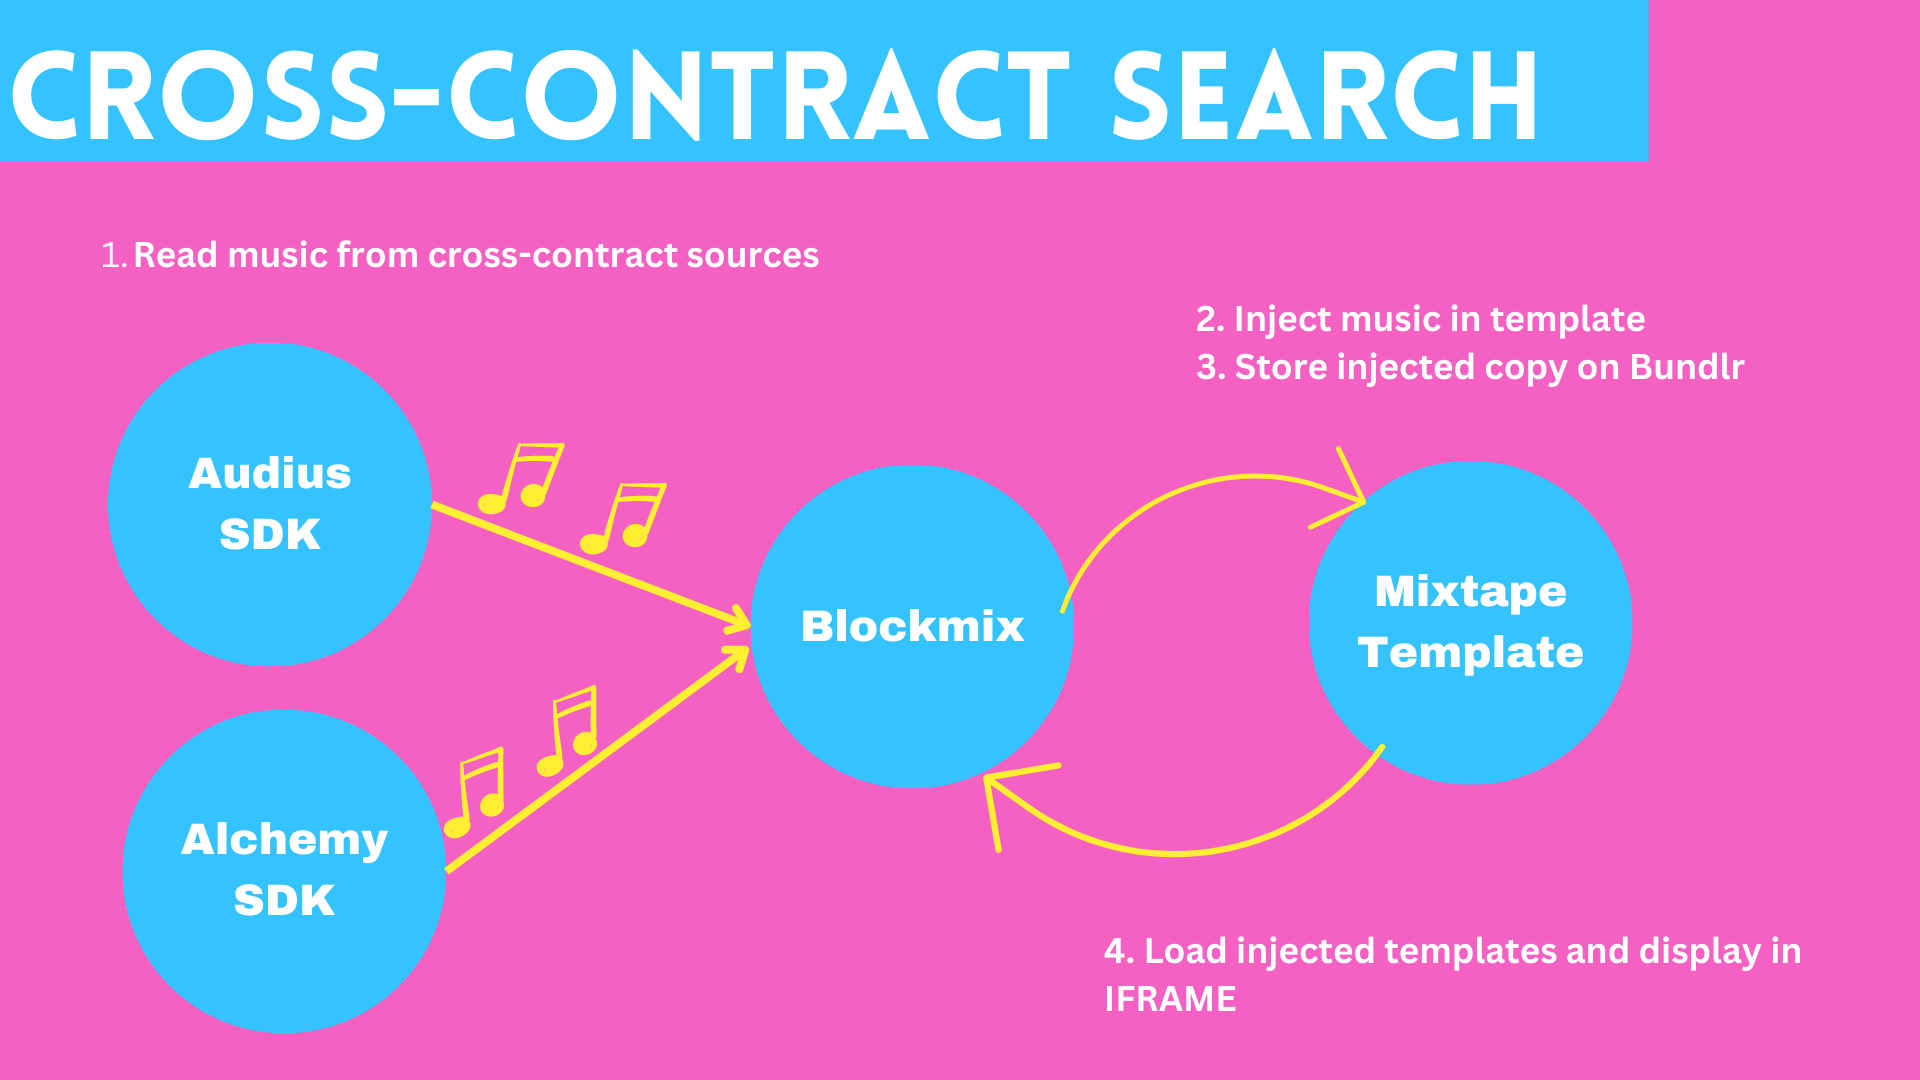 CROSS-CONTRACT SEARCH
1. Read music from cross-contract sources
2. Inject music in template
3. Store injected copy on Bundlr
Audius
SDK
Blockmix
Mixtape
Template
Alchemy
SDK
4. Load injected templates and display in
IFRAME